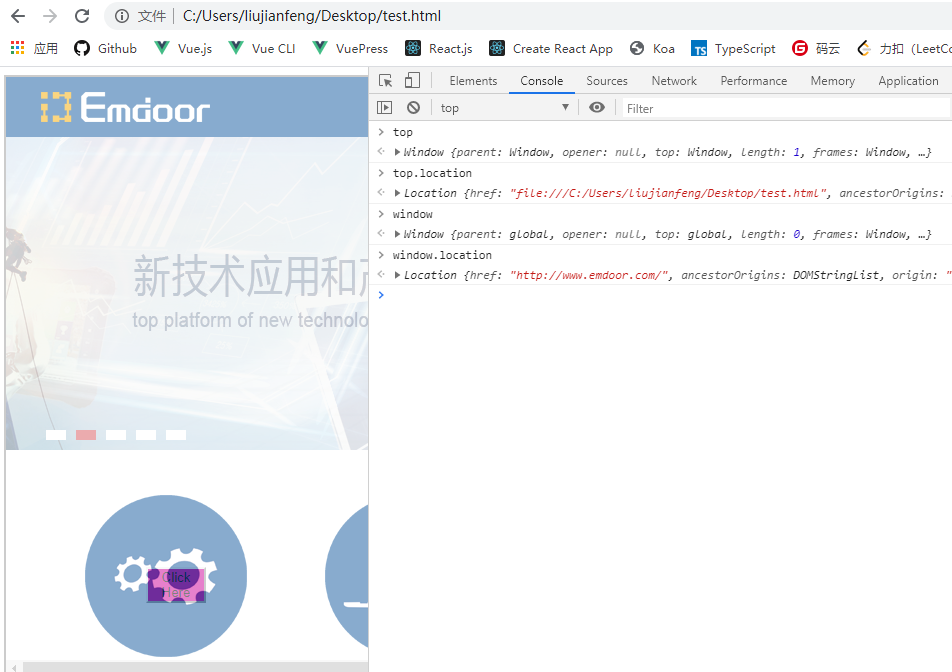 文件 C:/Users/liujianfeng/Desktop/test.html
应用 Github Vue.js Vue CLI VuePress React.js Create React App Koa TS TypeScript G 码云 力扣（LeetCo
Emdoor
新技术应用和产
top platform of new technolo
Click
Here
Elements Console Sources Network Performance Memory Application
top ▼ Filter
> top
Window {parent: Window, opener: null, top: Window, length: 1, frames: Window, …}
> top.location
Location {href: "file:///C:/Users/liujianfeng/Desktop/test.html", ancestorOrigins:
> window
Window {parent: global, opener: null, top: global, length: 0, frames: Window, …}
> window.location
Location {href: "http://www.emdoor.com/", ancestorOrigins: DOMStringList, origin: "
>